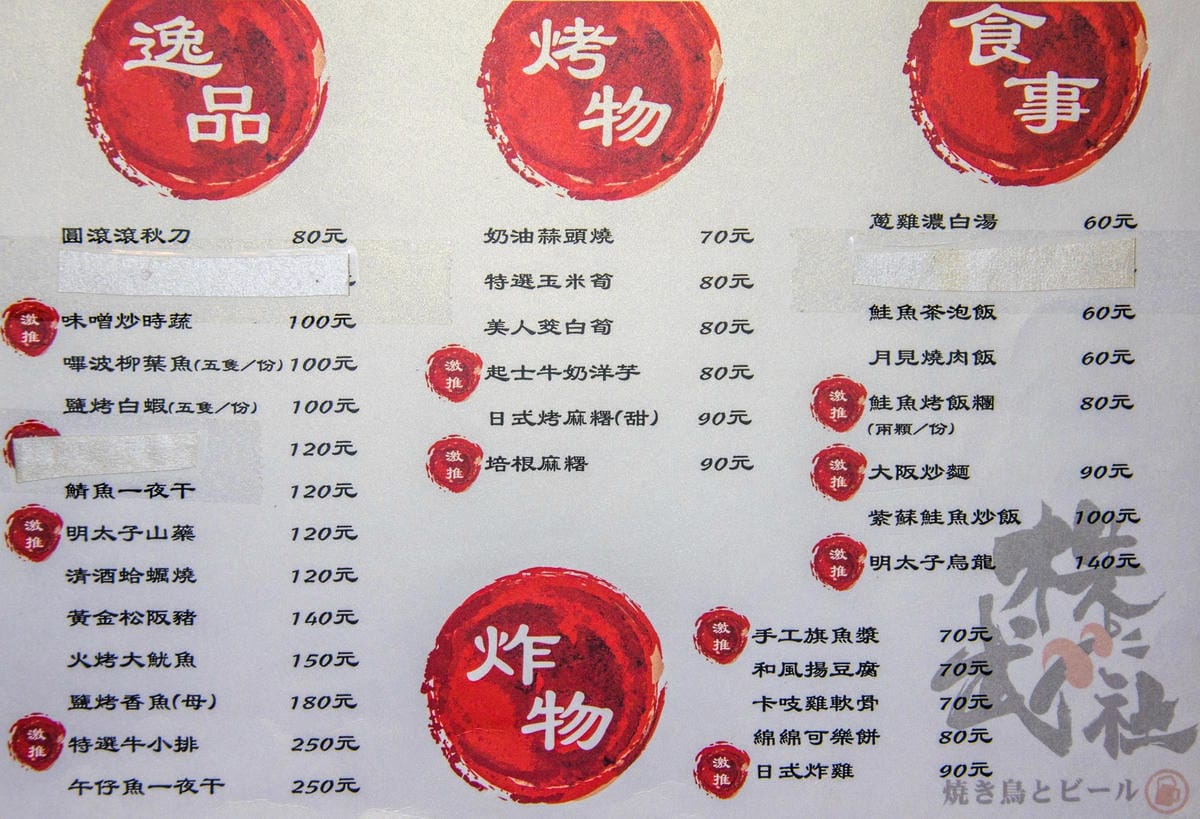 逸品
圓滾滾秋刀 80元
激推 味噌炒時蔬 100元
嗶波柳葉魚(五隻/份) 100元
鹽烤白蝦(五隻/份) 100元
120元
鯖魚一夜干 120元
激推 明太子山藥 120元
清酒蛤蠣燒 120元
黃金松阪豬 140元
火烤大魷魚 150元
鹽烤香魚(母) 180元
激推 特選牛小排 250元
午仔魚一夜干 250元
烤物
奶油蒜頭燒 70元
特選玉米筍 80元
美人筊白筍 80元
激推 起士牛奶洋芋 80元
日式烤麻糬(甜) 90元
激推 培根麻糬 90元
食事
蔥雞濃白湯 60元
鮭魚茶泡飯 60元
月見燒肉飯 60元
激推 鮭魚烤飯糰 80元
(兩顆/份)
激推 大阪炒麵 90元
紫蘇鮭魚炒飯 100元
激推 明太子烏龍 140元
炸物
激推 手工旗魚漿 70元
和風揚豆腐 70元
卡吱雞軟骨 70元
綿綿可樂餅 80元
激推 日式炸雞 90元
株
武
社
焼き鳥とビール